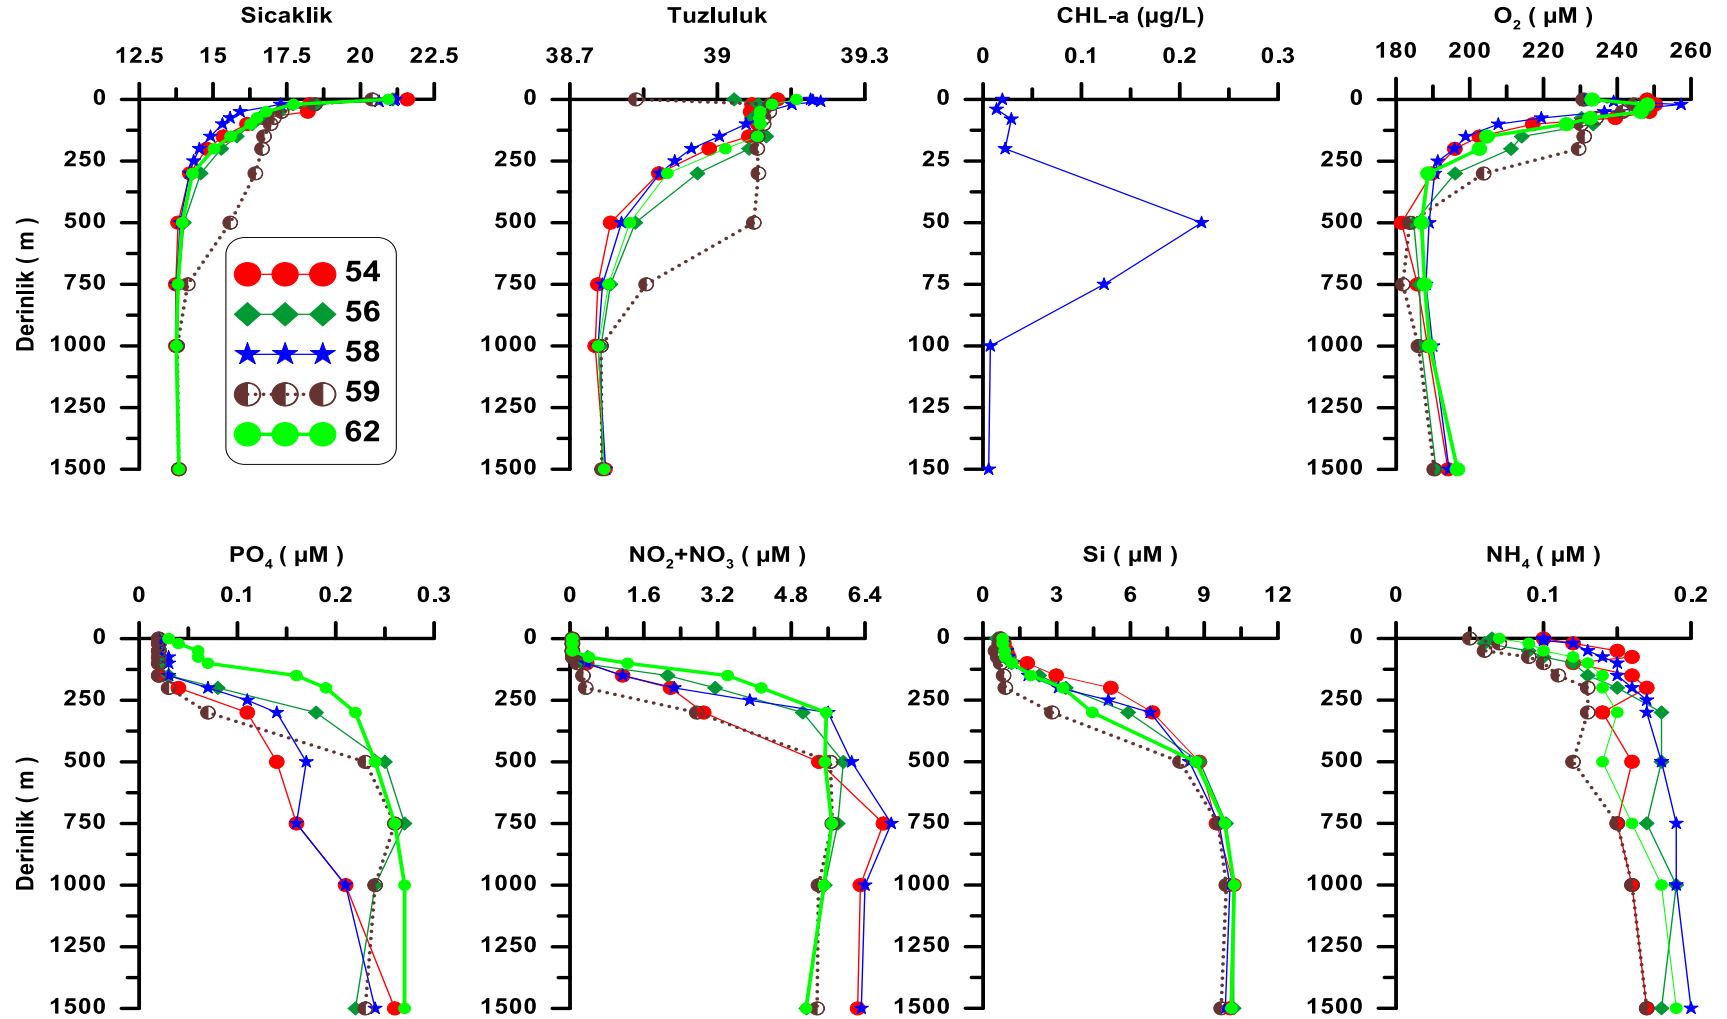 Sicaklik Tuzluluk CHL-a (µg/L) O2 ( µM)
12.5 15 17.5 20 22.5 38.7 39 39.3 0 0.1 0.2 0.3 180 200 220 240 260
0 0 0 0
250 250 25 250
500 500 50 500
750 750 75 750
1000 1000 100 1000
1250 1250 125 1250
1500 1500 150 1500
Derinlik ( m )
54
56
58
59
62
PO4 ( µM ) NO2+NO3 ( µM ) Si ( µM ) NH4 ( µM )
0 0.1 0.2 0.3 0 1.6 3.2 4.8 6.4 0 3 6 9 12 0 0.1 0.2
0 0 0 0
250 250 250 250
500 500 500 500
750 750 750 750
1000 1000 1000 1000
1250 1250 1250 1250
1500 1500 1500 1500
Derinlik ( m )